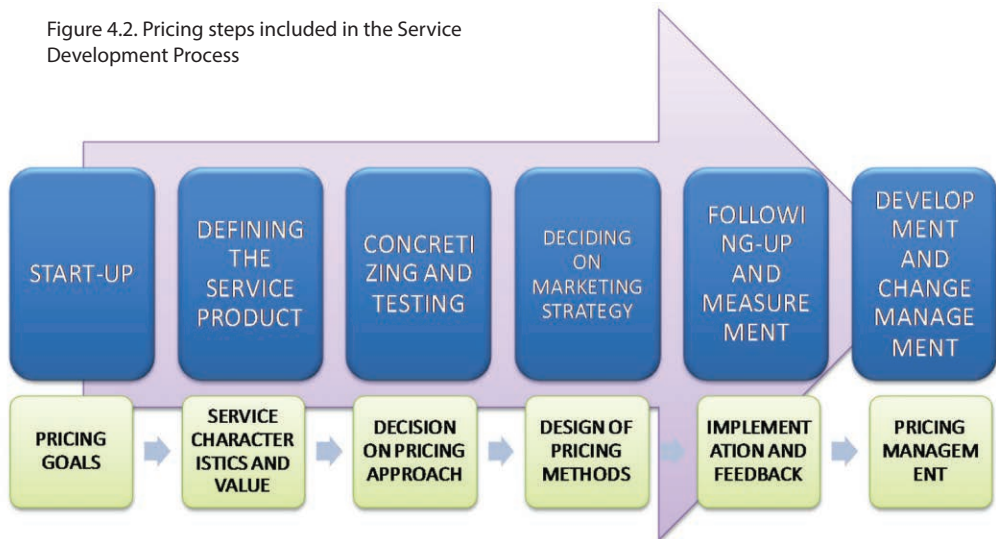 Figure 4.2. Pricing steps included in the Service
Development Process
START-UP
DEFINING
THE
SERVICE
PRODUCT
CONCRETI
ZING AND
TESTING
DECIDING
ON
MARKETING
STRATEGY
FOLLOWI
NG-UP
AND
MEASURE
MENT
DEVELOP
MENT
AND
CHANGE
MANAGE
MENT
PRICING
GOALS
SERVICE
CHARACTER
ISTICS AND
VALUE
DECISION
ON PRICING
APPROACH
DESIGN OF
PRICING
METHODS
IMPLEMENT
ATION AND
FEEDBACK
PRICING
MANAGEM
ENT